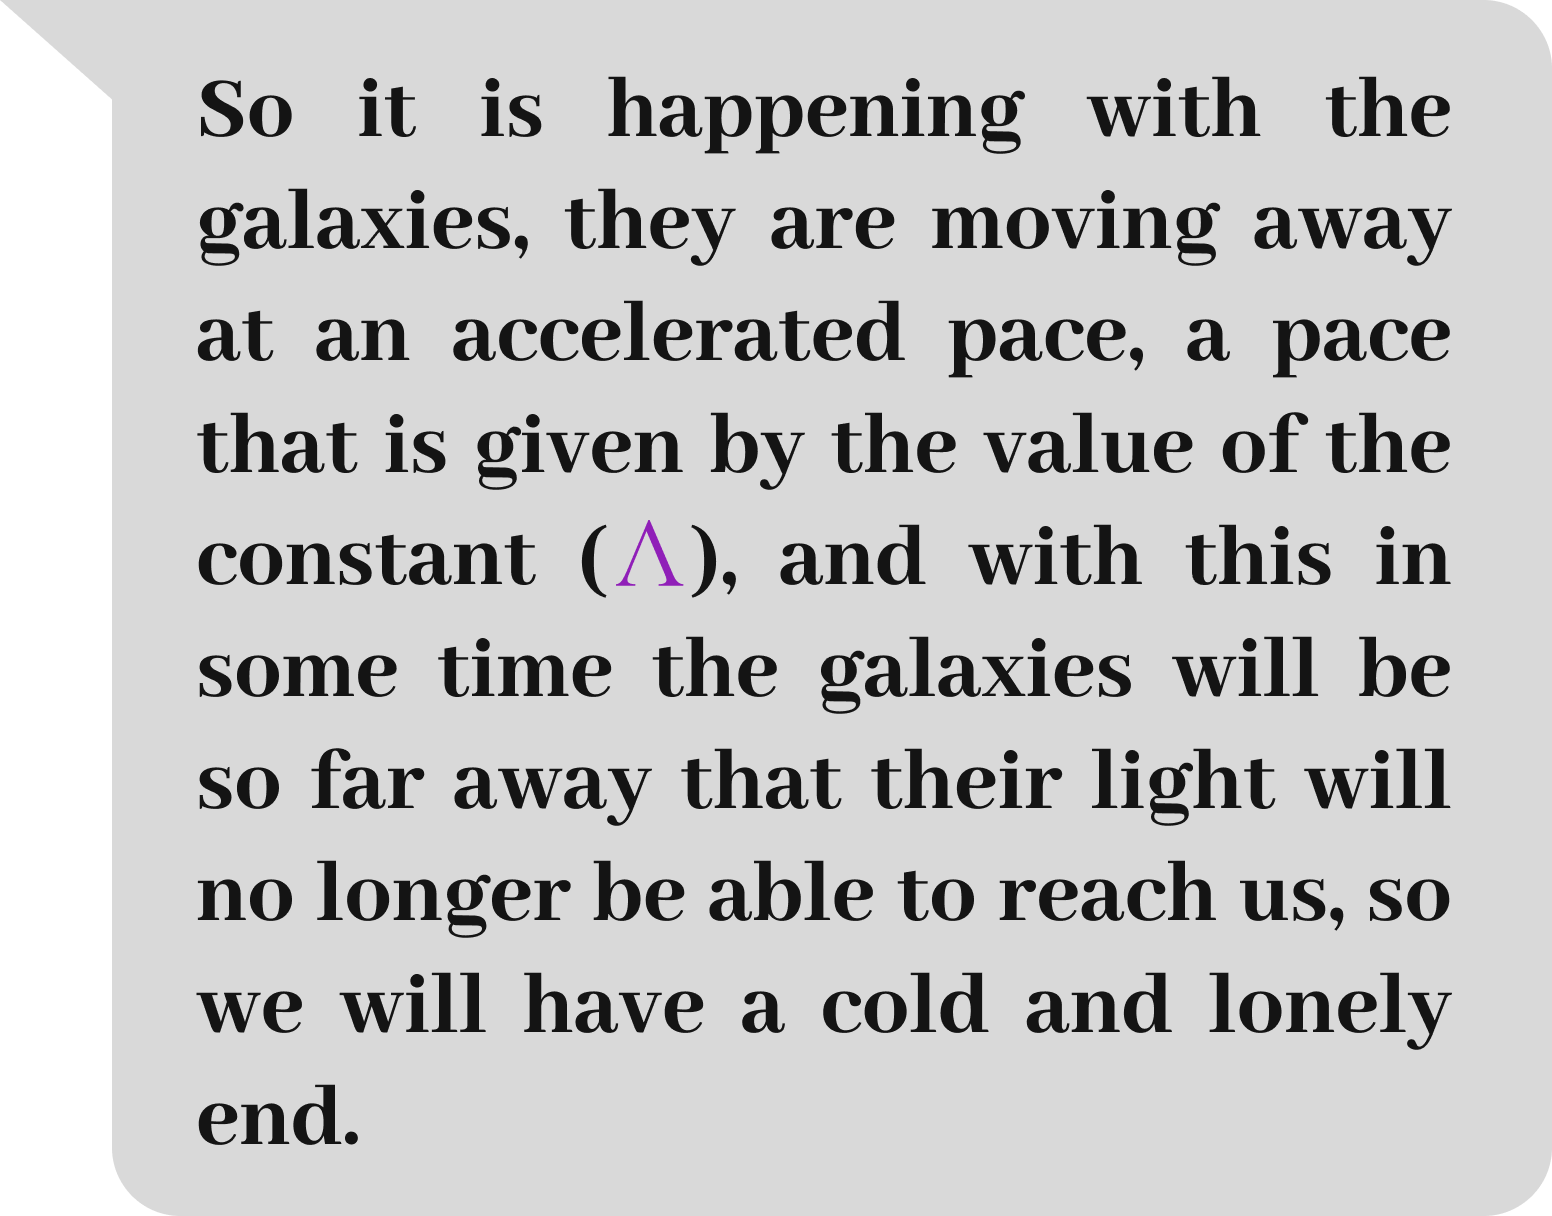 So it is happening with the
galaxies, they are moving away
at an accelerated pace, a pace
that is given by the value of the
constant (Λ), and with this in
some time the galaxies will be
so far away that their light will
no longer be able to reach us, so
we will have a cold and lonely
end.